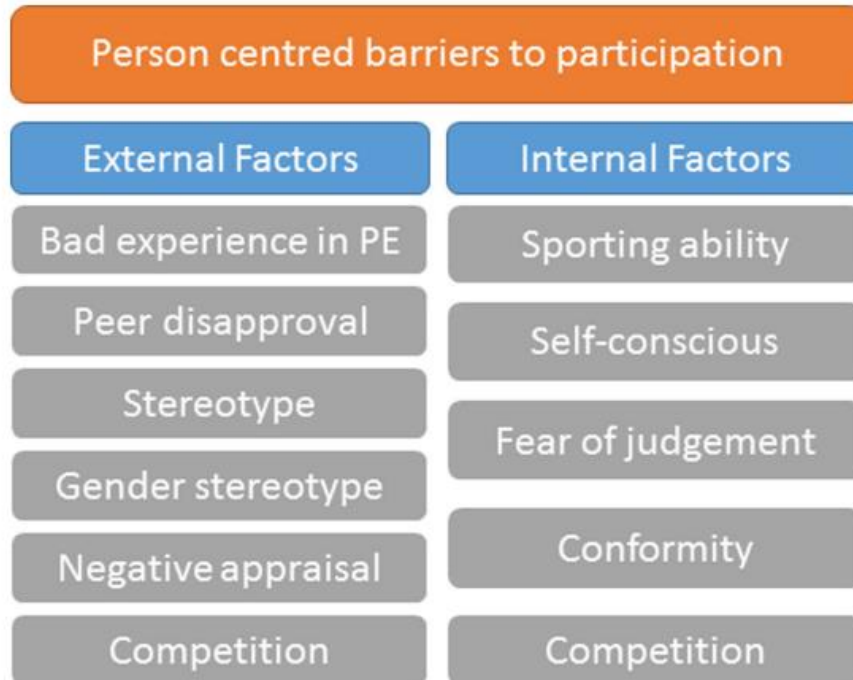 Person centred barriers to participation
External Factors
Internal Factors
Bad experience in PE
Sporting ability
Peer disapproval
Self-conscious
Stereotype
Fear of judgement
Gender stereotype
Conformity
Negative appraisal
Competition
Competition